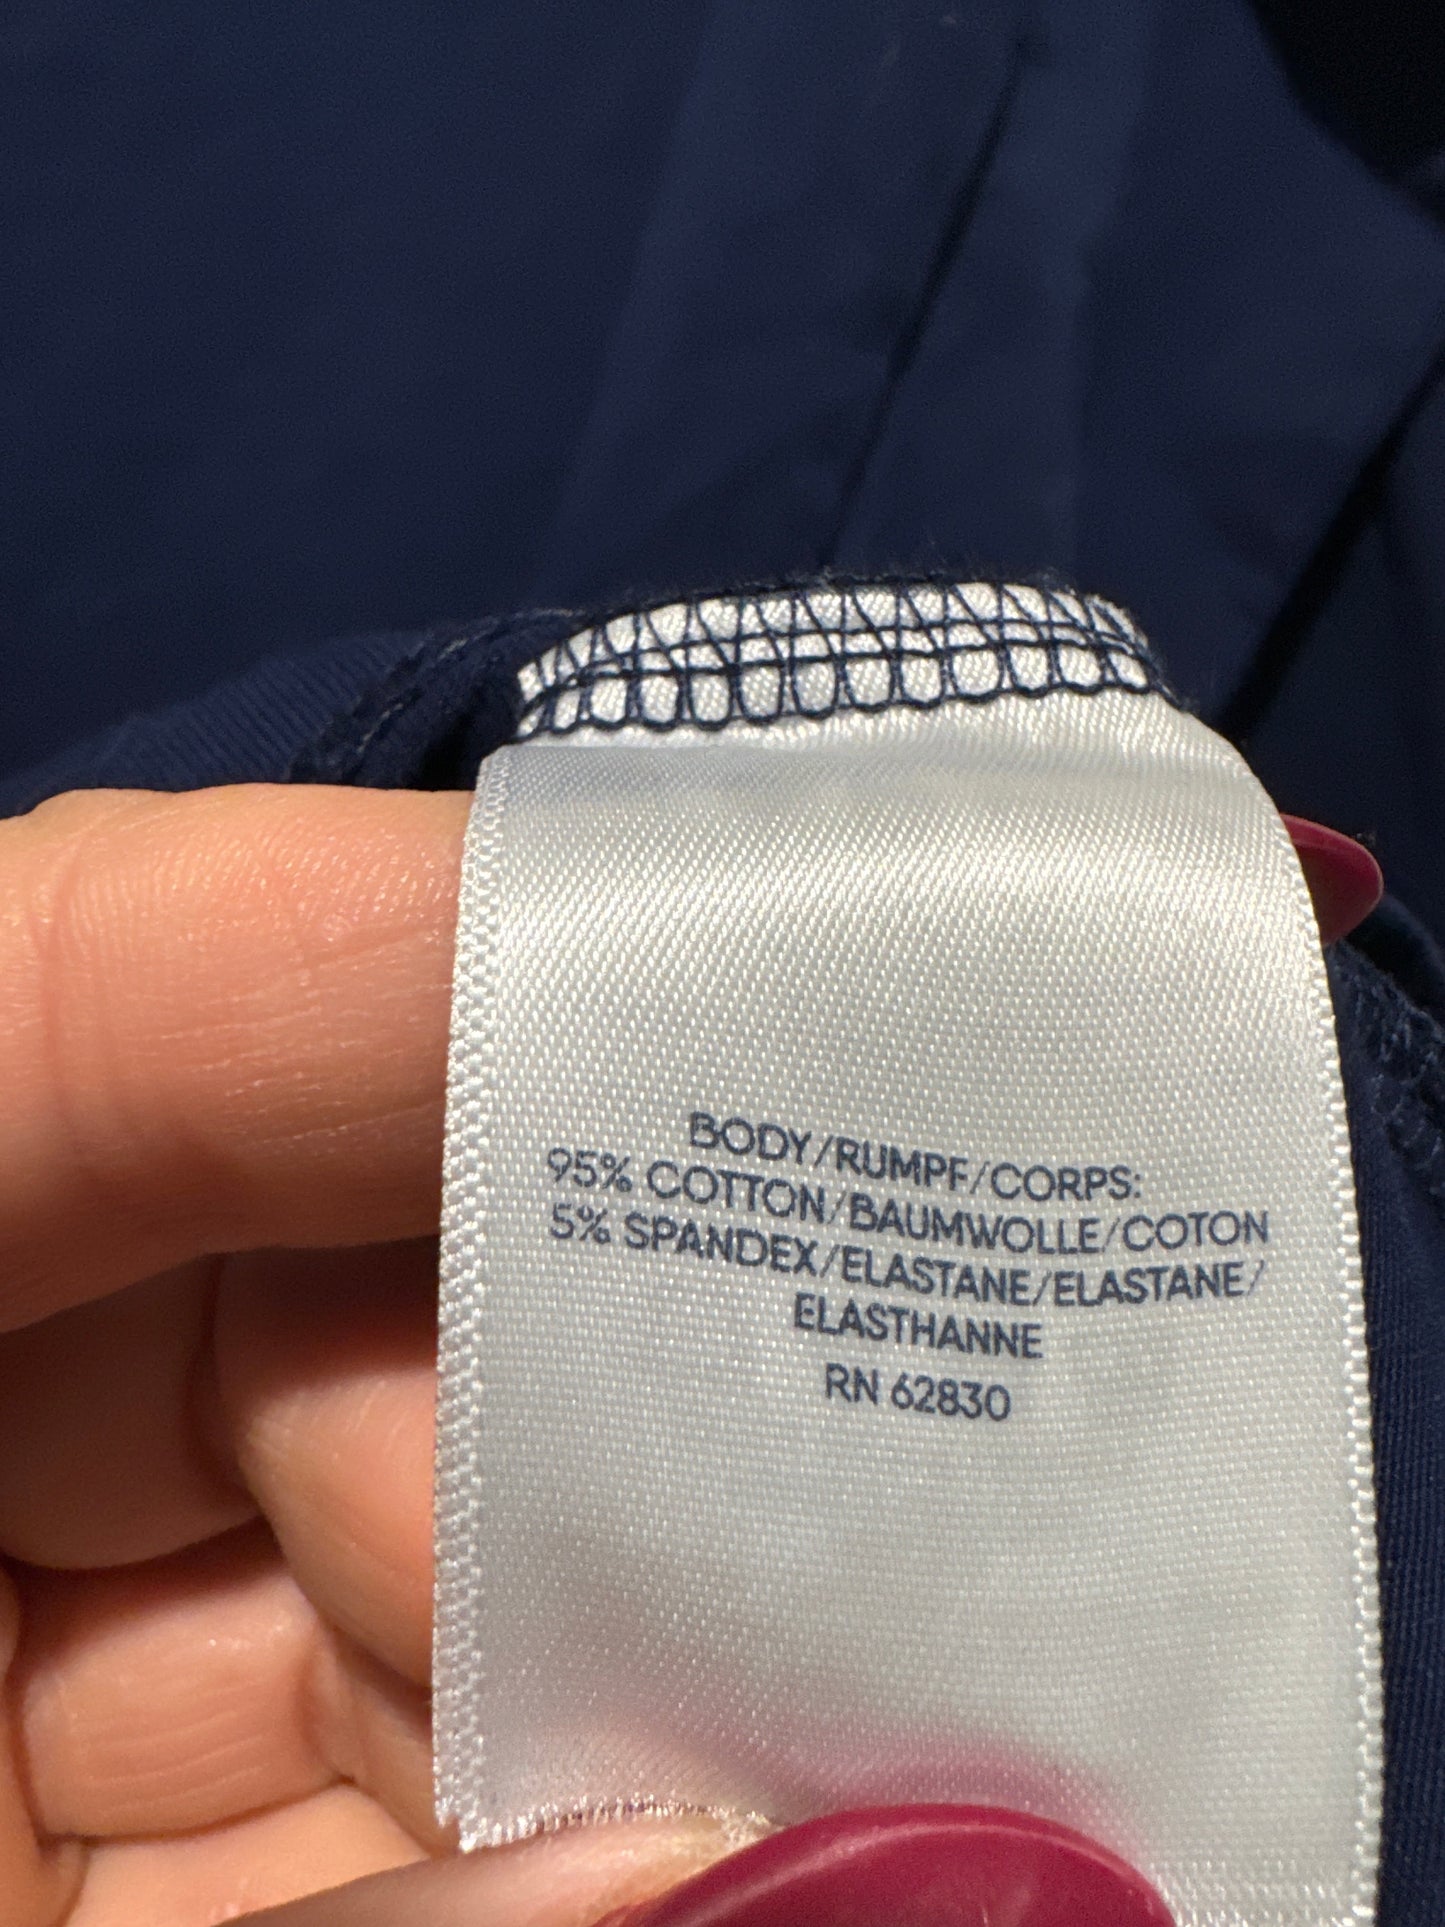 BODY/RUMPF/CORPS:
95% COTTON/BAUMWOLLE/COTON
5% SPANDEX/ELASTANE/ELASTANE/
ELASTHANNE
RN 62830